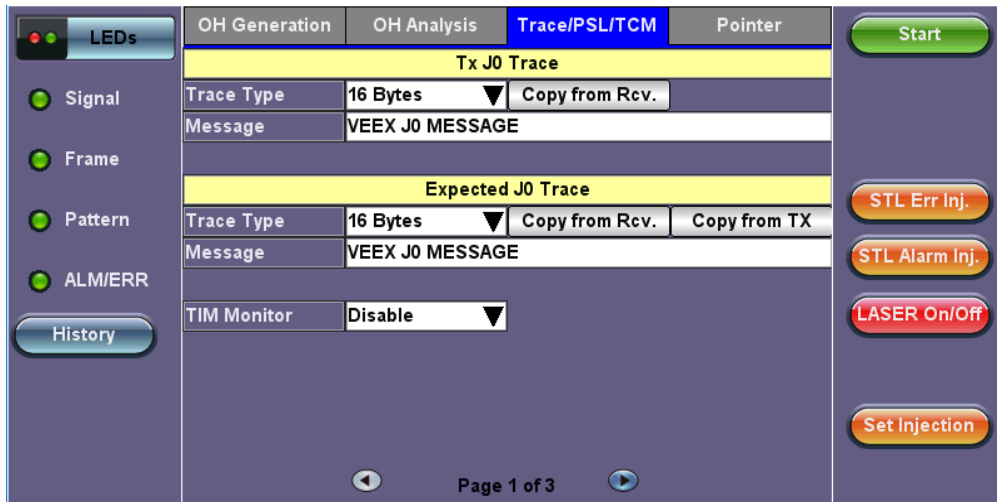 LEDs
Signal
Frame
Pattern
ALM/ERR
History
OH Generation OH Analysis Trace/PSL/TCM Pointer
Tx J0 Trace
Trace Type 16 Bytes Copy from Rcv.
Message VEEX J0 MESSAGE
Expected J0 Trace
Trace Type 16 Bytes Copy from Rcv. Copy from TX
Message VEEX J0 MESSAGE
TIM Monitor Disable
Page 1 of 3
Start
STL Err Inj.
STL Alarm Inj.
LASER On/Off
Set Injection